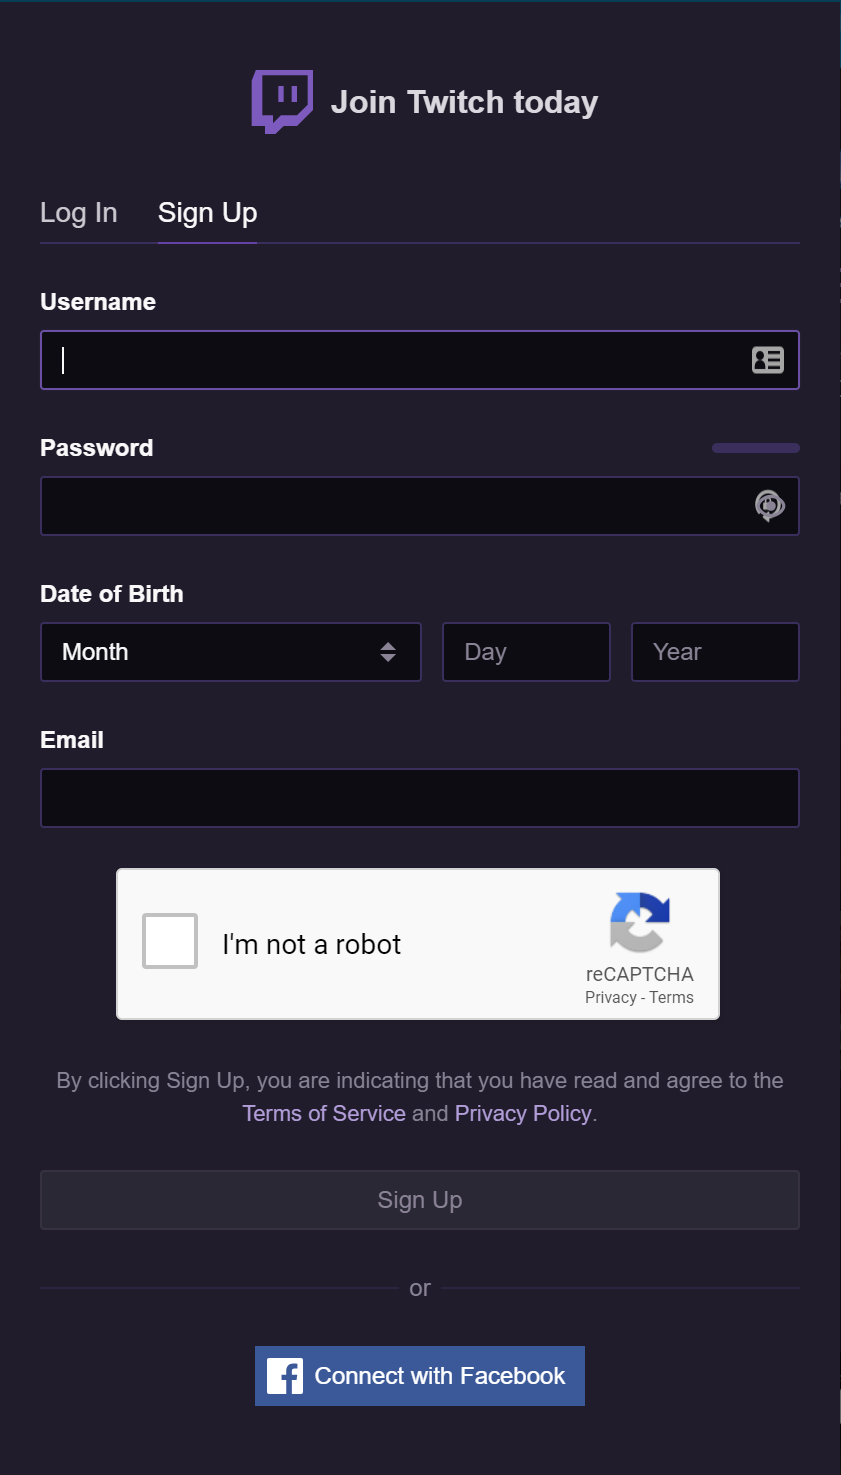 Join Twitch today
Log In Sign Up
Username
Password
Date of Birth
Month Day Year
Email
I'm not a robot
reCAPTCHA
Privacy - Terms
By clicking Sign Up, you are indicating that you have read and agree to the
Terms of Service and Privacy Policy.
Sign Up
or
Connect with Facebook